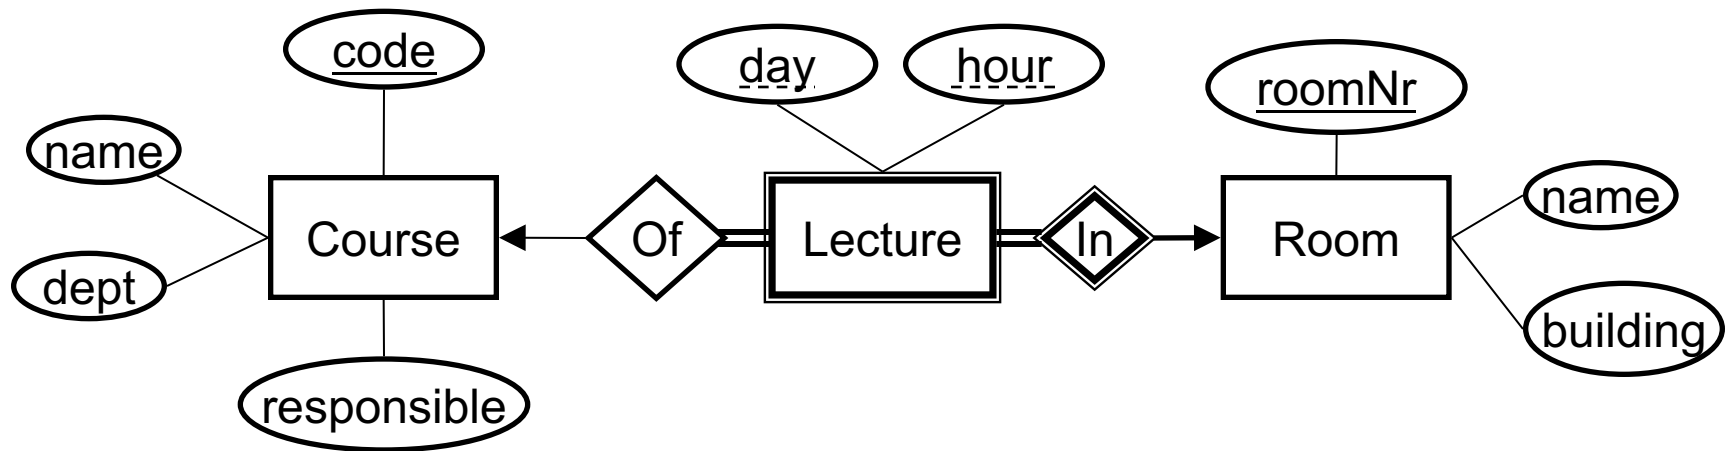 code
day
hour
roomNr
name
name
Course
Of
Lecture
In
Room
dept
building
responsible